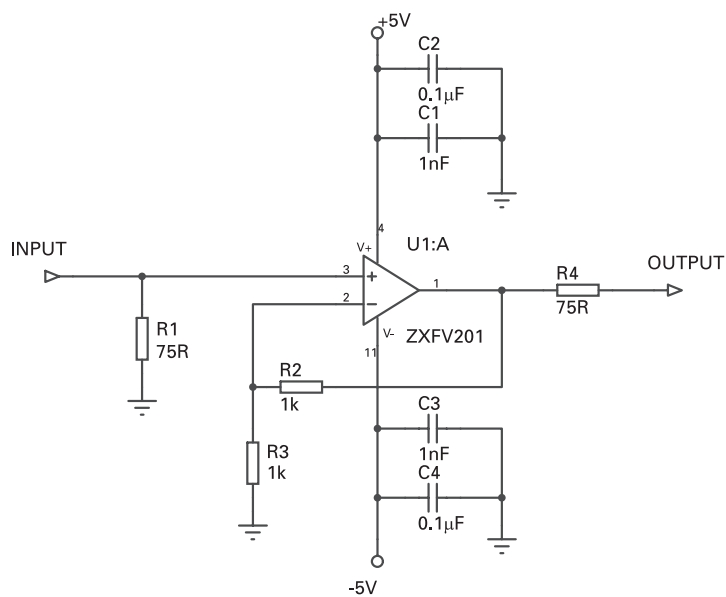 +5V
C2
0.1µF
C1
1nF
4
V+
U1:A
INPUT
3
+
2
−
1
R4
75R
OUTPUT
V-
ZXFV201
11
R1
75R
R2
1k
R3
1k
C3
1nF
C4
0.1µF
-5V